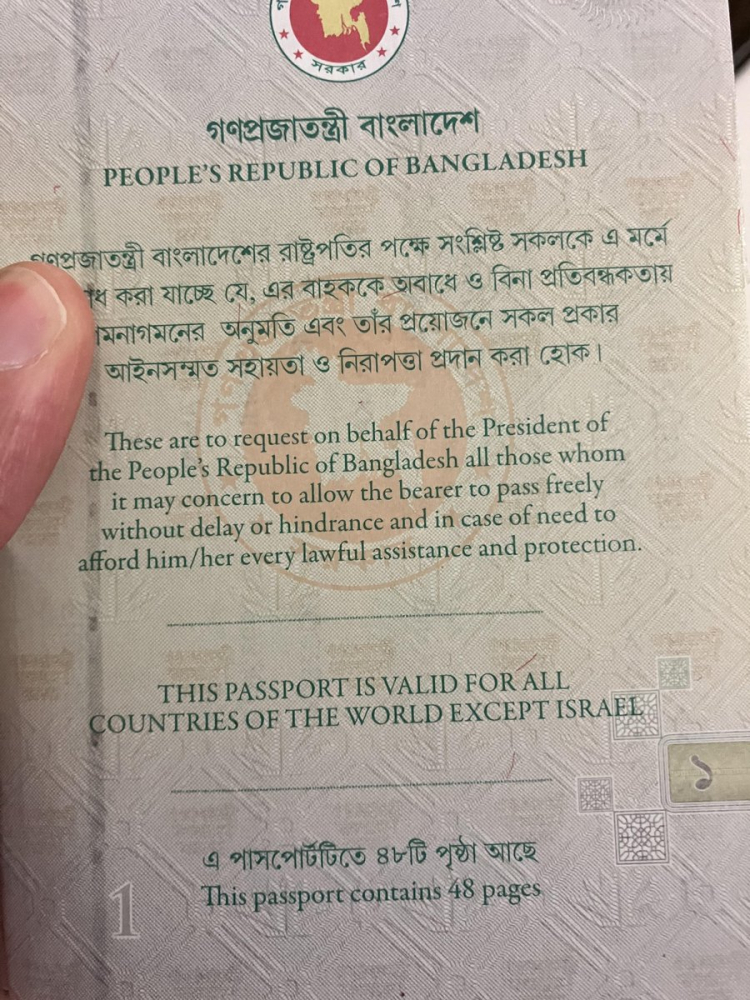 সরকার
গণপ্রজাতন্ত্রী বাংলাদেশ
PEOPLE'S REPUBLIC OF BANGLADESH
গণপ্রজাতন্ত্রী বাংলাদেশের রাষ্ট্রপতির পক্ষে সংশ্লিষ্ট সকলকে এ মর্মে
করা যাচ্ছে যে, এর বাহককে অবাধে ও বিনা প্রতিবন্ধকতায়
অনুমতি এবং তাঁর প্রয়োজনে সকল প্রকার
আইনসম্মত সহায়তা ও নিরাপত্তা প্রদান করা হোক।
These are to request on behalf of the President of
the People's Republic of Bangladesh all those whom
it may concern to allow the bearer to pass freely
without delay or hindrance and in case of need to
afford him/her every lawful assistance and protection.
THIS PASSPORT IS VALID FOR ALL
COUNTRIES OF THE WORLD EXCEPT ISRAEL
১
এ পাসপোর্টটিতে ৪৮টি পৃষ্ঠা আছে
This passport contains 48 pages
1